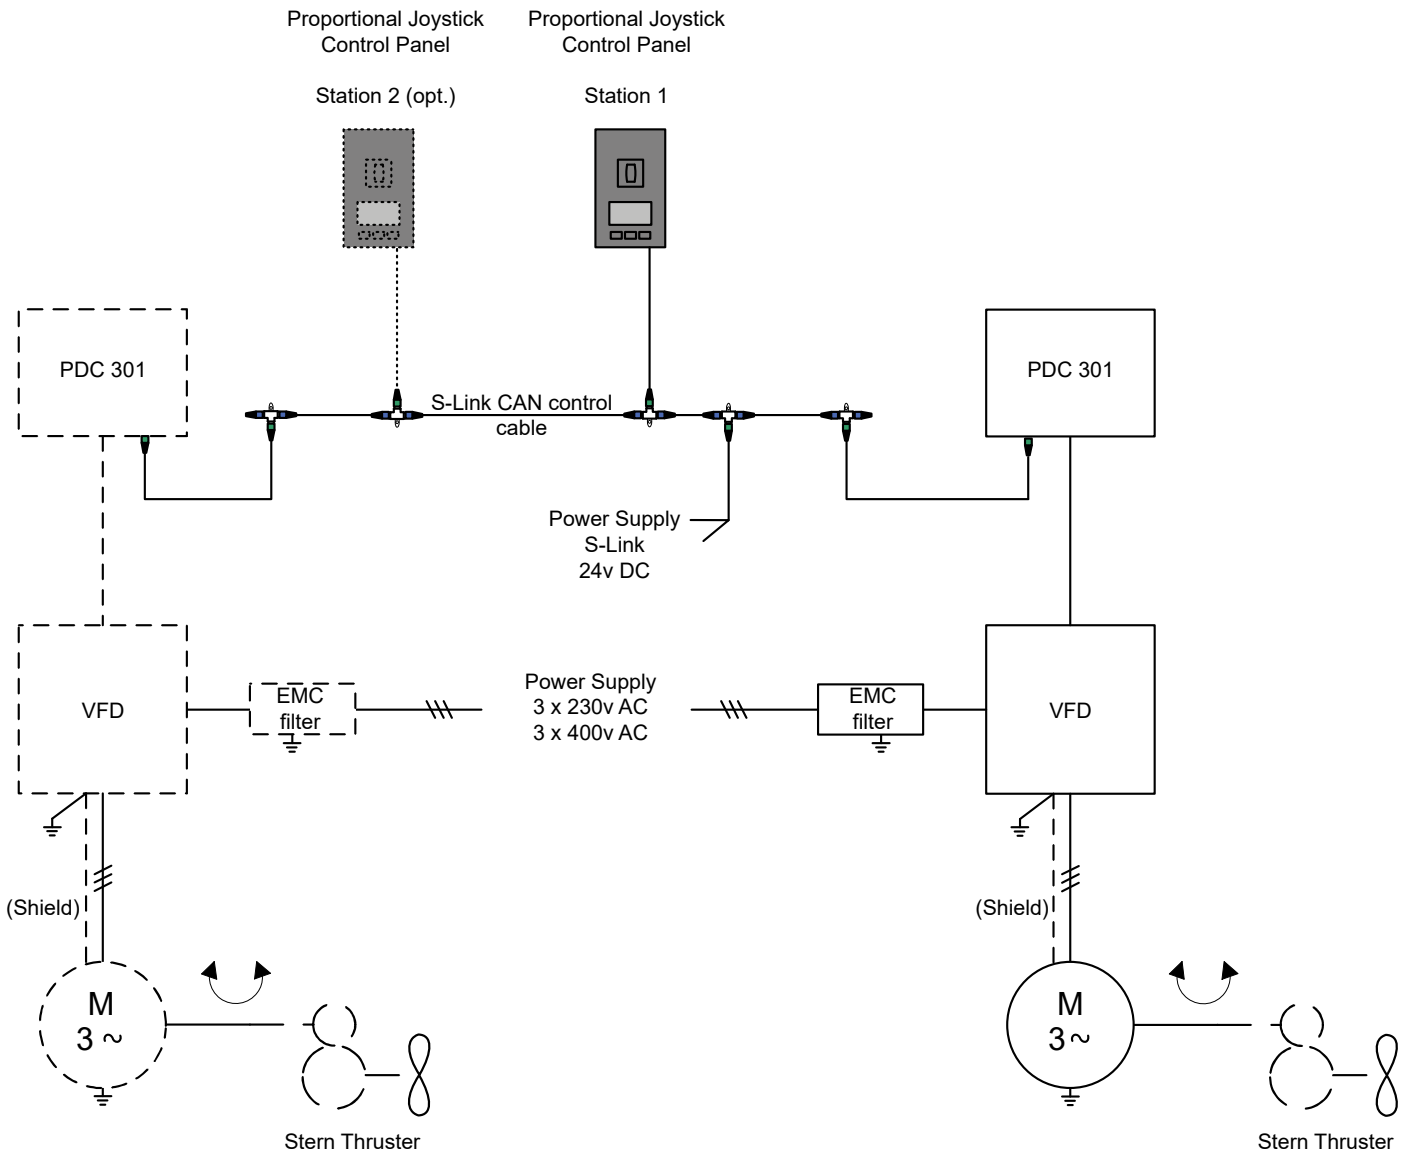 Proportional Joystick
Control Panel
Station 2 (opt.)
Proportional Joystick
Control Panel
Station 1
PDC 301
S-Link CAN control
cable
PDC 301
Power Supply
S-Link
24v DC
VFD
EMC
filter
Power Supply
3 x 230v AC
3 x 400v AC
EMC
filter
VFD
(Shield)
(Shield)
M
3 ~
M
3 ~
Stern Thruster
Stern Thruster